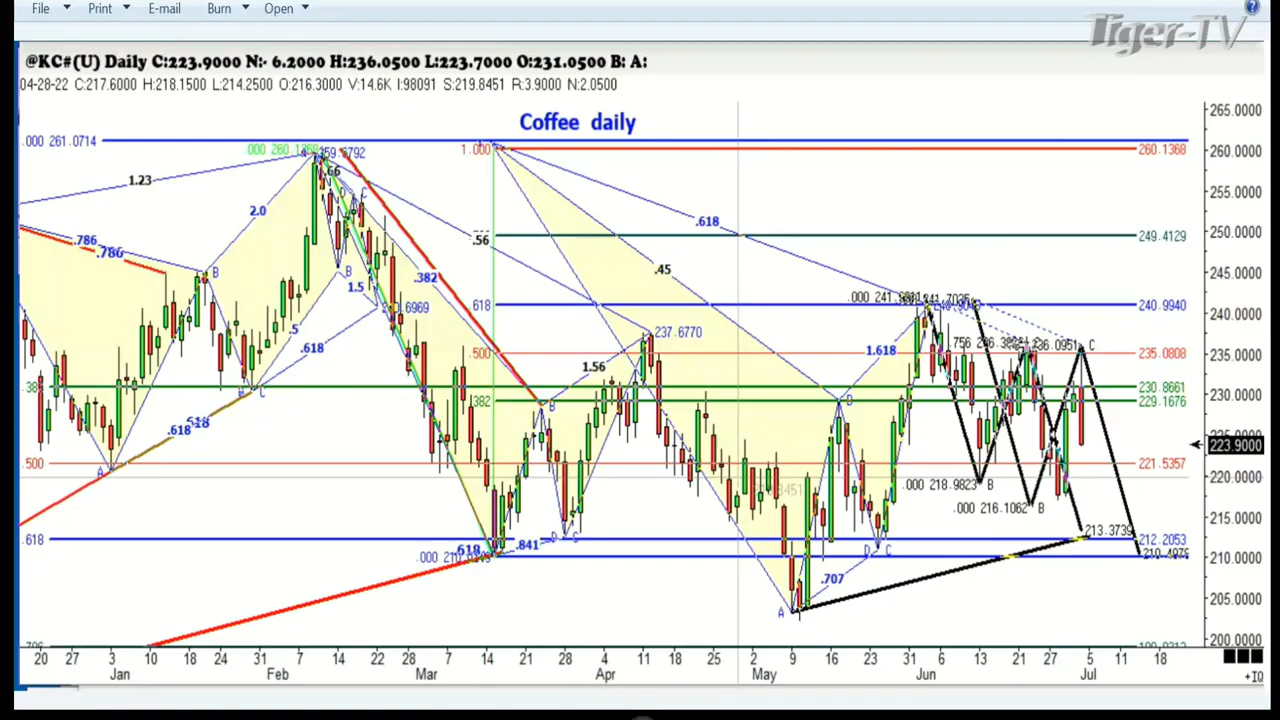 File Print E-mail Burn Open
Tiger-TV
@KC#(U) Daily C:223.9000 N:- 6.2000 H:236.0500 L:223.7000 O:231.0500 B: A:
04-28-22 C:217.6000 H:218.1500 L:214.2500 O:216.3000 V:14.6K I:98091 S:219.8451 R:3.9000 N:2.0500
Coffee daily
265.0000
.000 261.0714
1.000
260.1368
260.0000
1.23
.66
255.0000
2.0
.618
250.0000
.786
.786
.56
249.4129
B
B
.45
245.0000
.382
1.5
.618
240.9940
240.0000
237.6770
.5
.618
1.618
C
.500
235.0808
235.0000
1.56
230.8661
230.0000
A
C
B
B
.382
229.1676
.618
.618
223.9000
A
.500
221.5357
220.0000
.000 218.9823
B
.000 216.1062
B
215.0000
213.3739
.618
D
C
.841
D
C
212.2053
.618
210.0000
.707
205.0000
A
200.0000
20 27 3 10 18 24 31 7 14 22 28 7 14 21 28 4 11 18 25 2 9 16 23 31 6 13 21 27 5 11 18
Jan Feb Mar Apr May Jun Jul